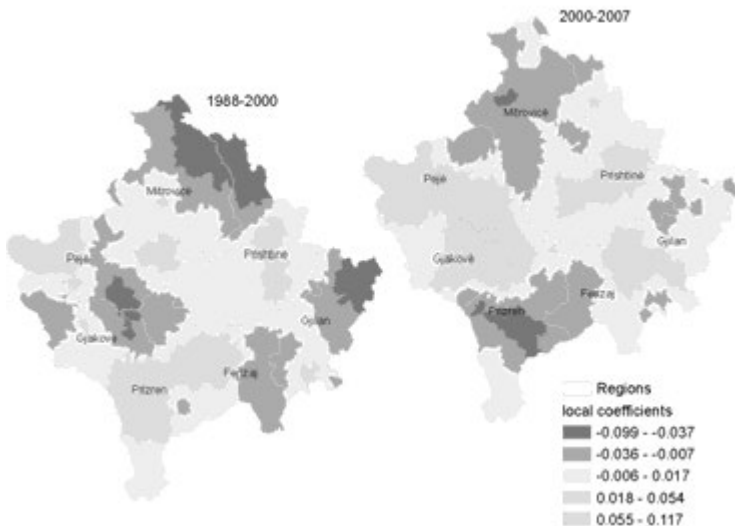 2000-2007
1988-2000
Mitrovicë
Pejë
Prishtinë
Gjakovë
Gjilan
Ferizaj
Prizren
Mitrovicë
Pejë
Prishtinë
Gjakovë
Gjilan
Ferizaj
Prizren
Regions
local coefficients
-0.099 - -0.037
-0.036 - -0.007
-0.006 - 0.017
0.018 - 0.054
0.055 - 0.117